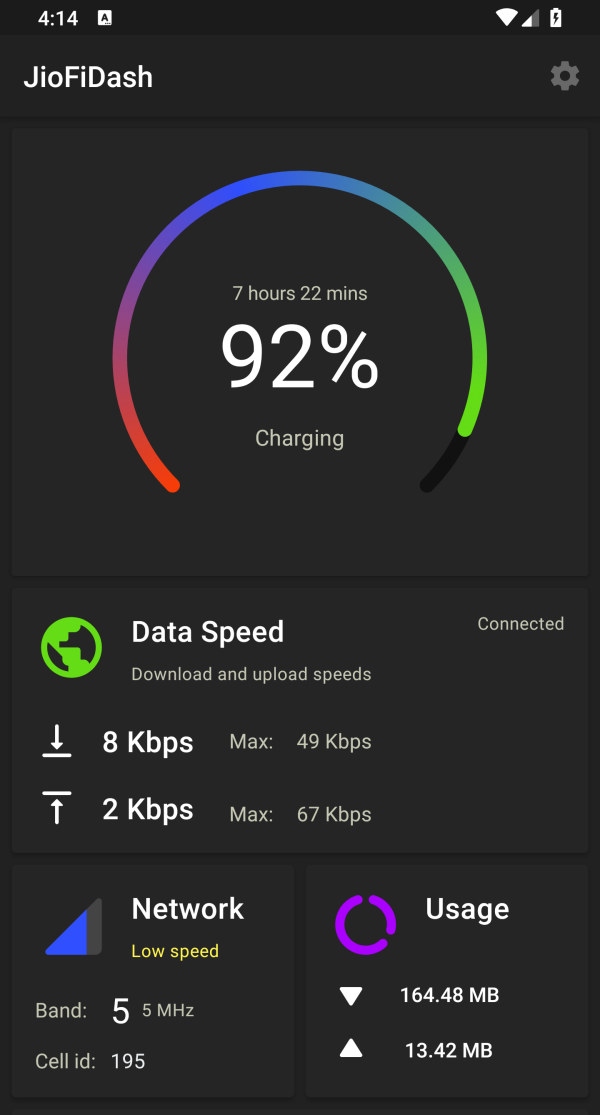 4:14
JioFiDash
7 hours 22 mins
92%
Charging
Data Speed
Connected
Download and upload speeds
8 Kbps Max: 49 Kbps
2 Kbps Max: 67 Kbps
Network
Low speed
Band: 5 5 MHz
Cell id: 195
Usage
164.48 MB
13.42 MB